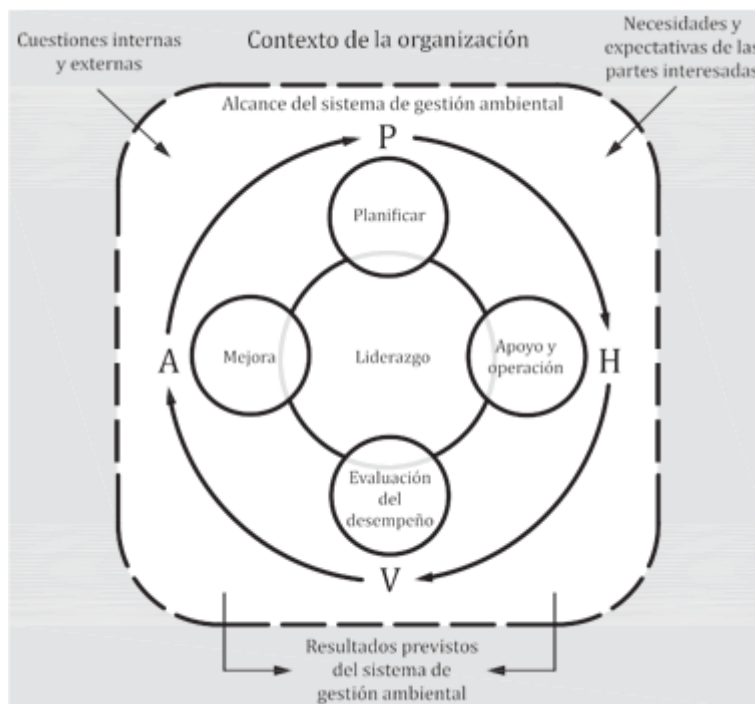 Cuestiones internas
y externas
Contexto de la organización
Necesidades y
expectativas de las
partes interesadas
Alcance del sistema de gestión ambiental
P
Planificar
A
Mejora
Liderazgo
Apoyo y
operación
H
Evaluación
del
desempeño
V
Resultados previstos
del sistema de
gestión ambiental